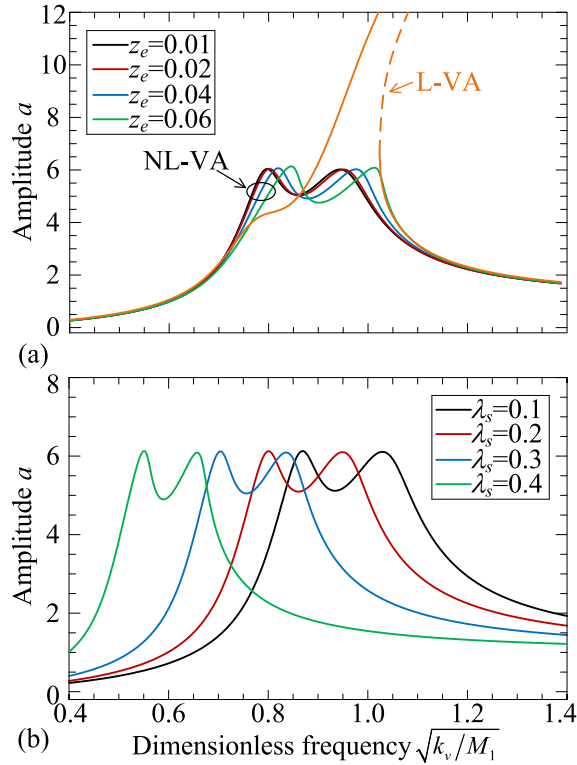 12
10
8
6
4
2
0
Amplitude a
z_e=0.01
z_e=0.02
z_e=0.04
z_e=0.06
NL-VA
L-VA
(a)
8
6
4
2
0
Amplitude a
λ_s=0.1
λ_s=0.2
λ_s=0.3
λ_s=0.4
0.4 0.6 0.8 1.0 1.2 1.4
(b)
Dimensionless frequency √k_v/M_1